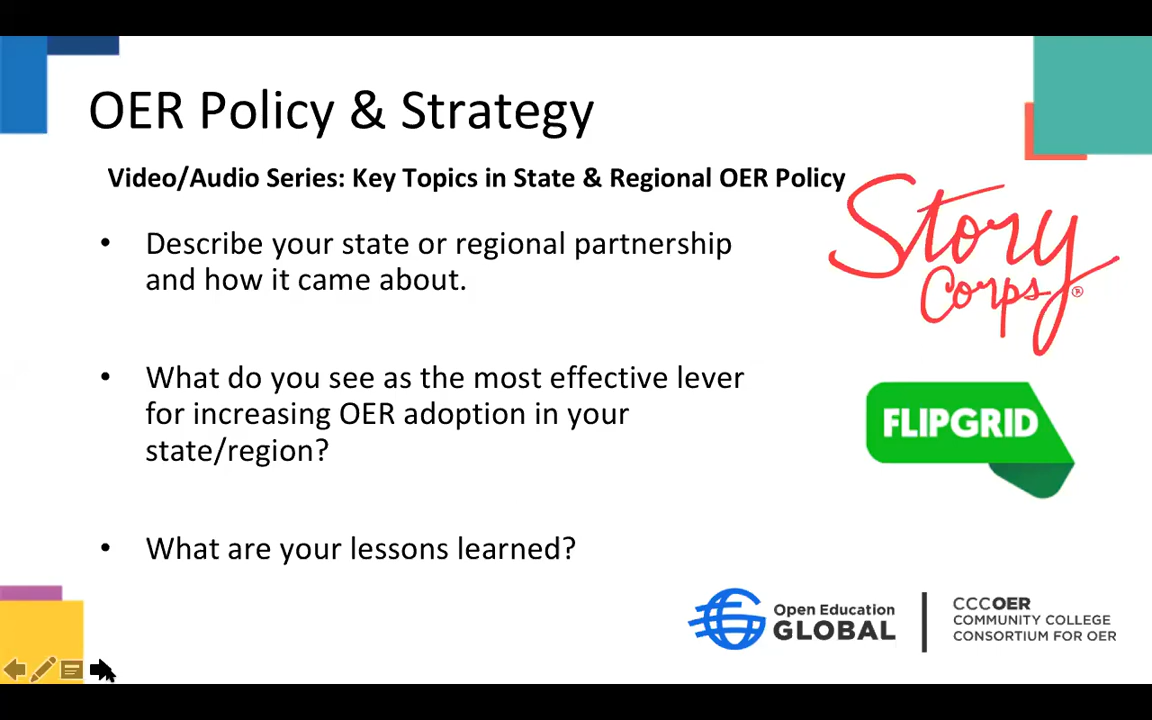 OER Policy & Strategy
Video/Audio Series: Key Topics in State & Regional OER Policy
• Describe your state or regional partnership
and how it came about.
• What do you see as the most effective lever
for increasing OER adoption in your
state/region?
• What are your lessons learned?
Story
Corps®
FLIPGRID
Open Education
GLOBAL
CCCOER
COMMUNITY COLLEGE
CONSORTIUM FOR OER